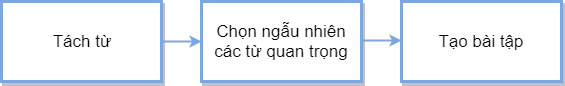 Tách từ
Chọn ngẫu nhiên
các từ quan trọng
Tạo bài tập